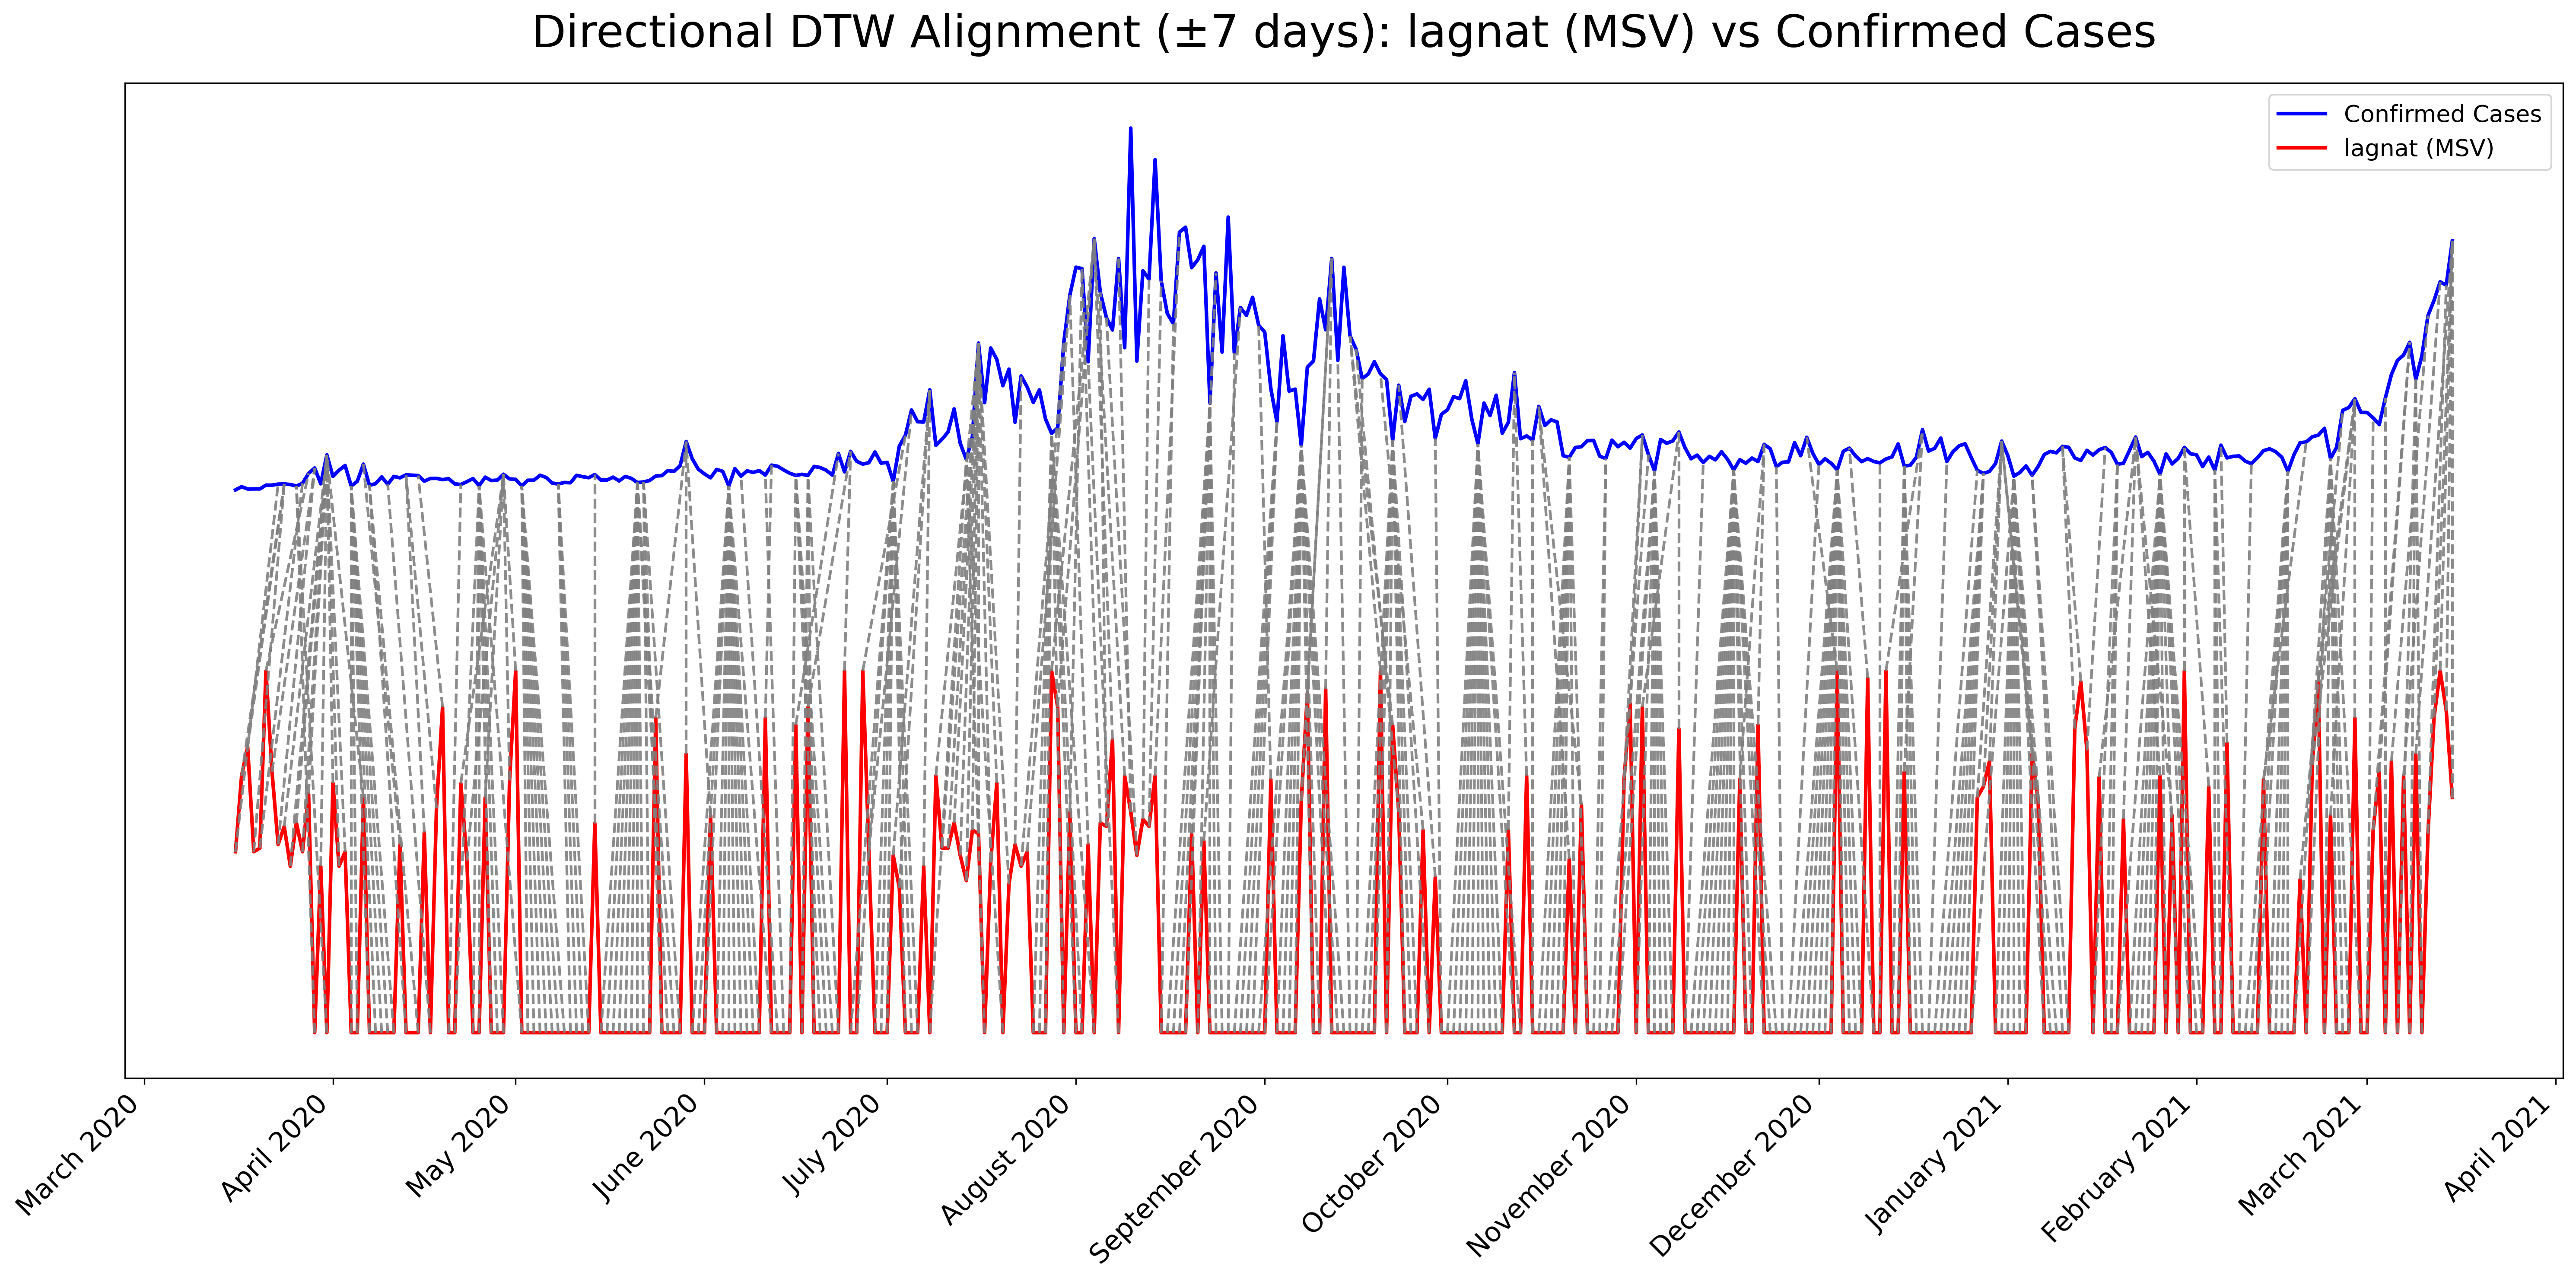 Directional DTW Alignment (±7 days): lagnat (MSV) vs Confirmed Cases
Confirmed Cases
lagnat (MSV)
March 2020
April 2020
May 2020
June 2020
July 2020
August 2020
September 2020
October 2020
November 2020
December 2020
January 2021
February 2021
March 2021
April 2021